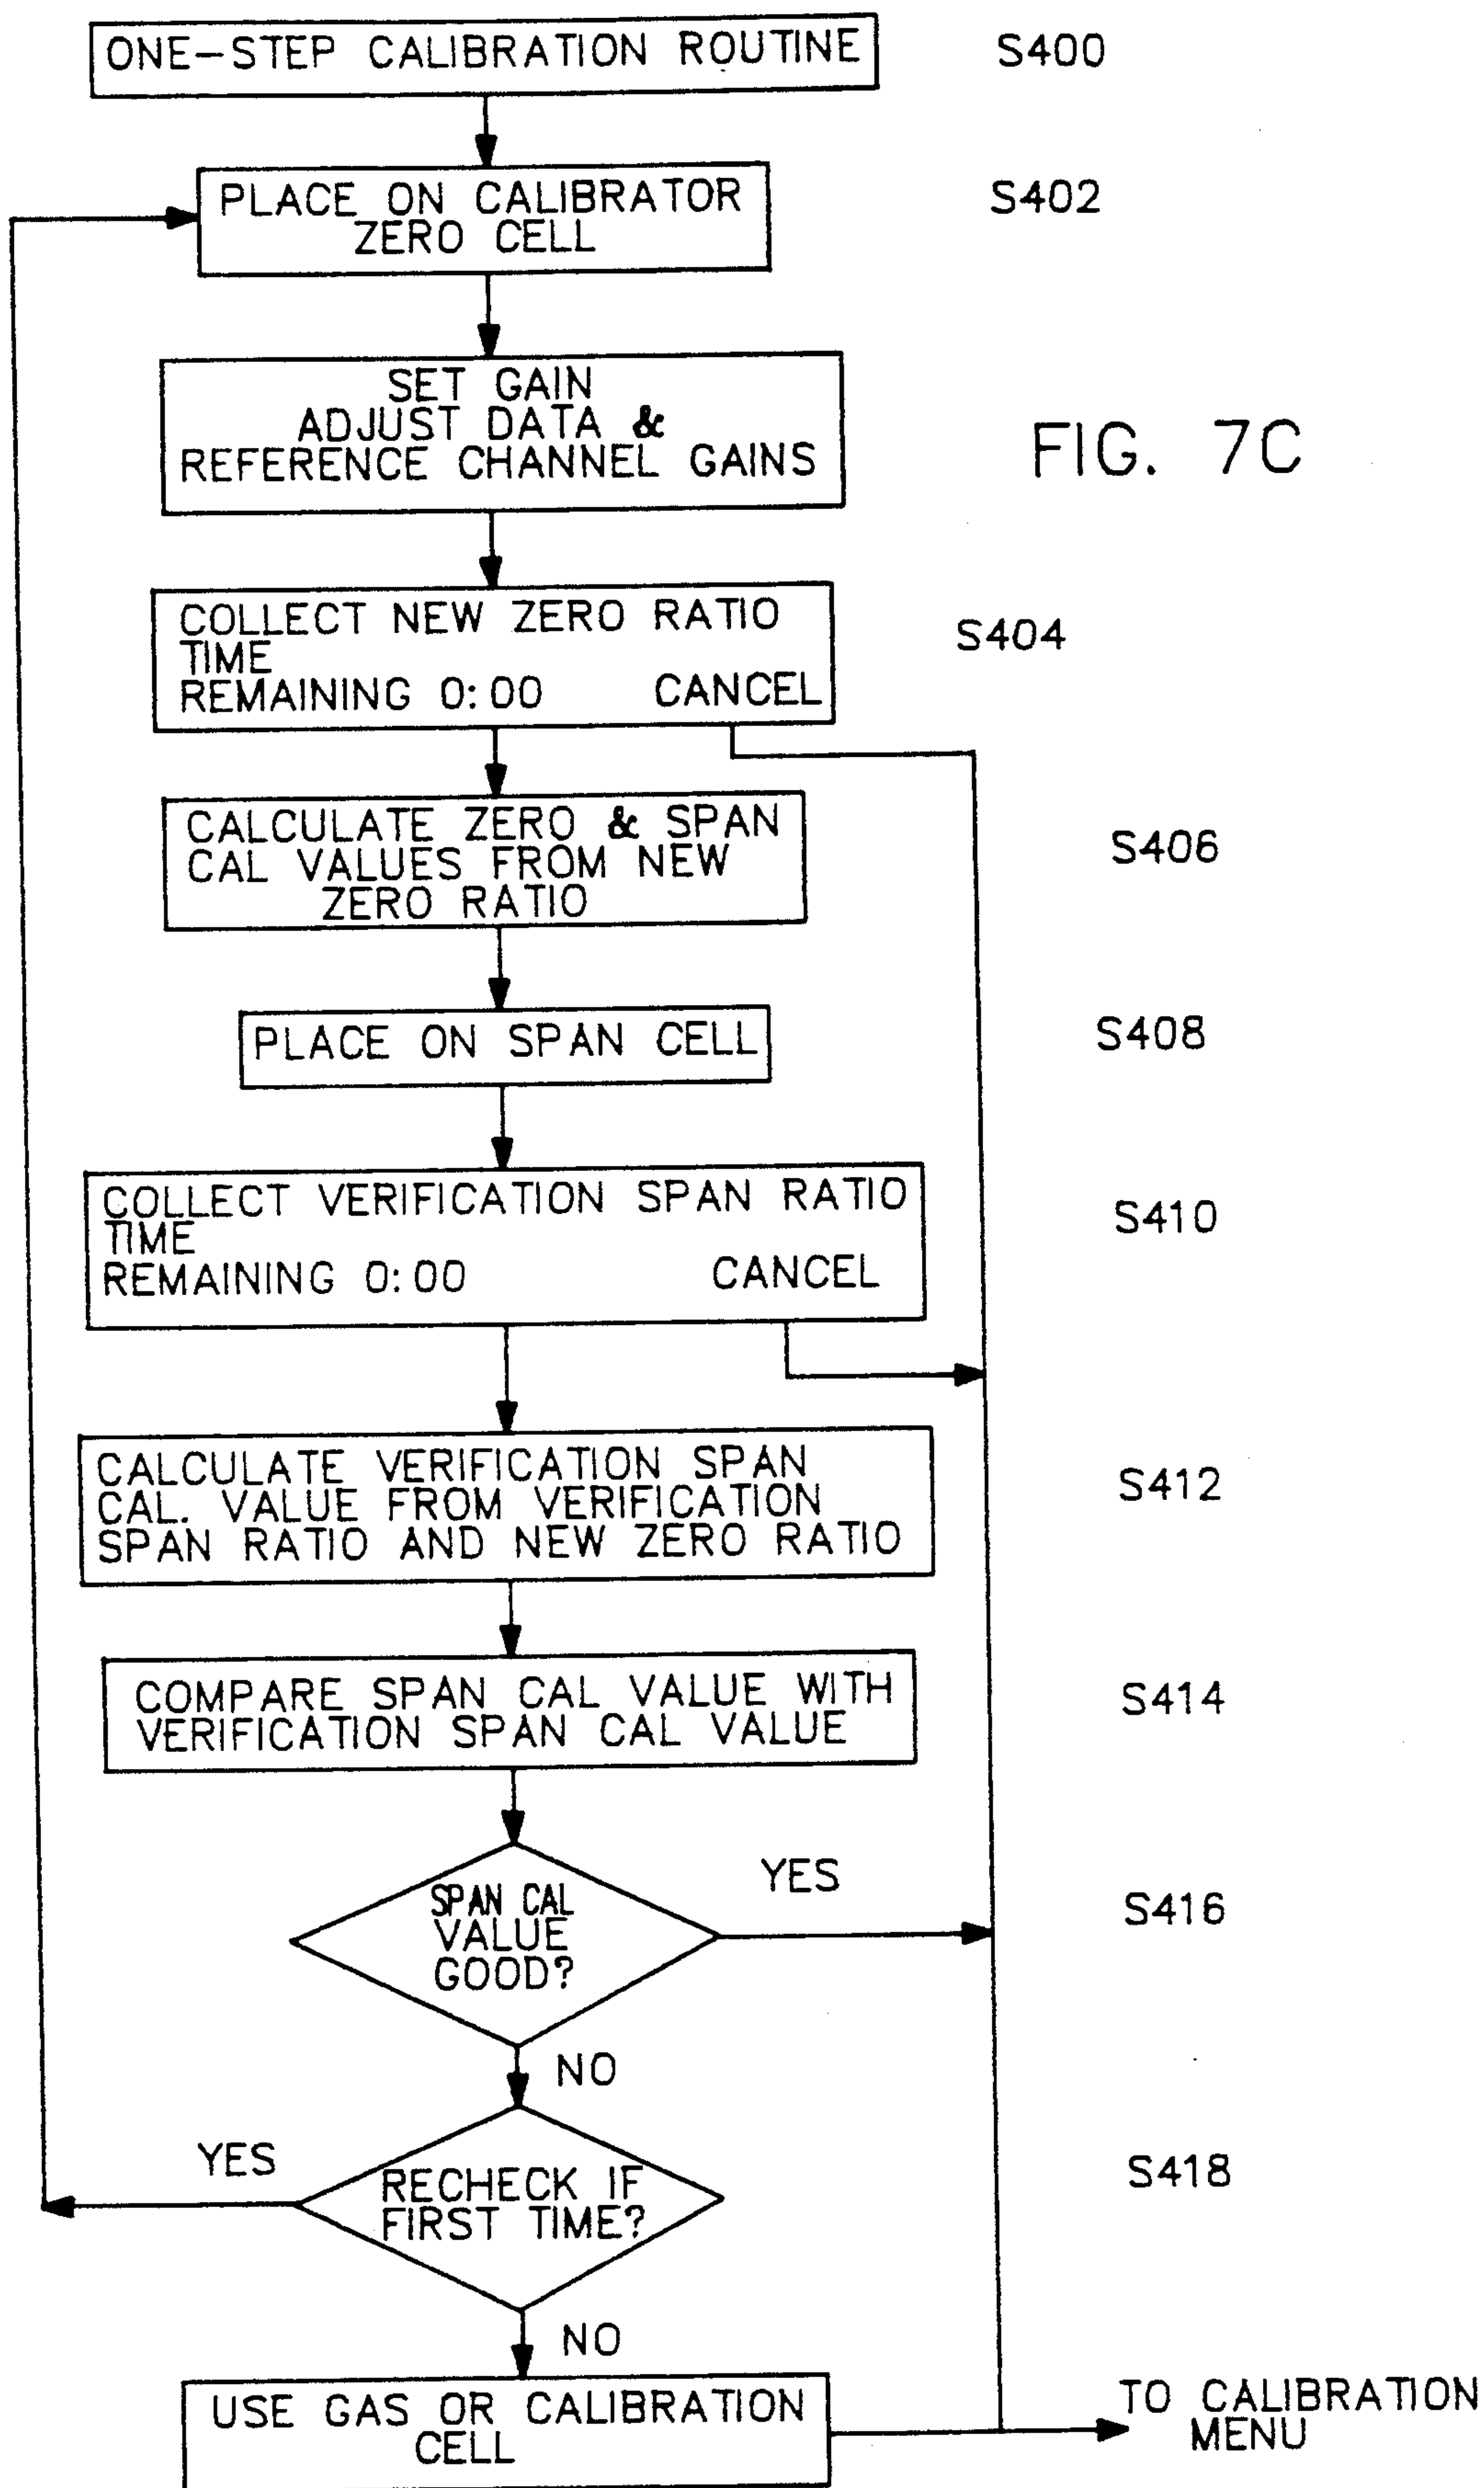 ONE-STEP CALIBRATION ROUTINE
S400
PLACE ON CALIBRATOR
ZERO CELL
S402
SET GAIN
ADJUST DATA &
REFERENCE CHANNEL GAINS
FIG. 7C
COLLECT NEW ZERO RATIO
TIME
REMAINING 0:00 CANCEL
S404
CALCULATE ZERO & SPAN
CAL VALUES FROM NEW
ZERO RATIO
S406
PLACE ON SPAN CELL
S408
COLLECT VERIFICATION SPAN RATIO
TIME
REMAINING 0:00 CANCEL
S410
CALCULATE VERIFICATION SPAN
CAL. VALUE FROM VERIFICATION
SPAN RATIO AND NEW ZERO RATIO
S412
COMPARE SPAN CAL VALUE WITH
VERIFICATION SPAN CAL VALUE
S414
SPAN CAL
VALUE
GOOD?
YES
S416
NO
YES
RECHECK IF
FIRST TIME?
S418
NO
USE GAS OR CALIBRATION
CELL
TO CALIBRATION
MENU